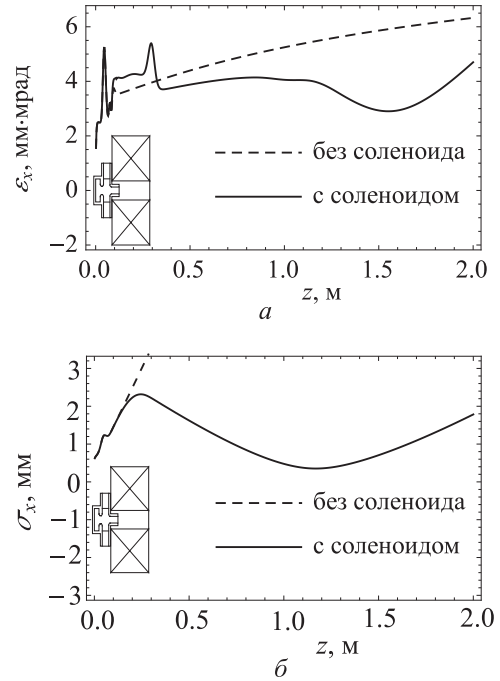 6
4
2
0
−2
εx, мм·мрад
без соленоида
с соленоидом
0.0 0.5 1.0 1.5 2.0
z, м
а
3
2
1
0
−1
−2
−3
σx, мм
без соленоида
с соленоидом
0.0 0.5 1.0 1.5 2.0
z, м
б